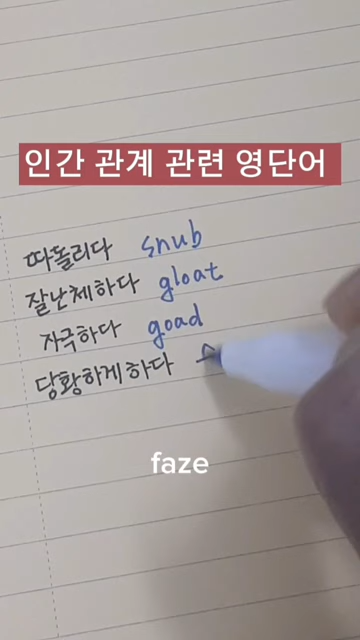 인간 관계 관련 영단어
따돌리다 snub
잘난체하다 gloat
자극하다 goad
당황하게하다
faze